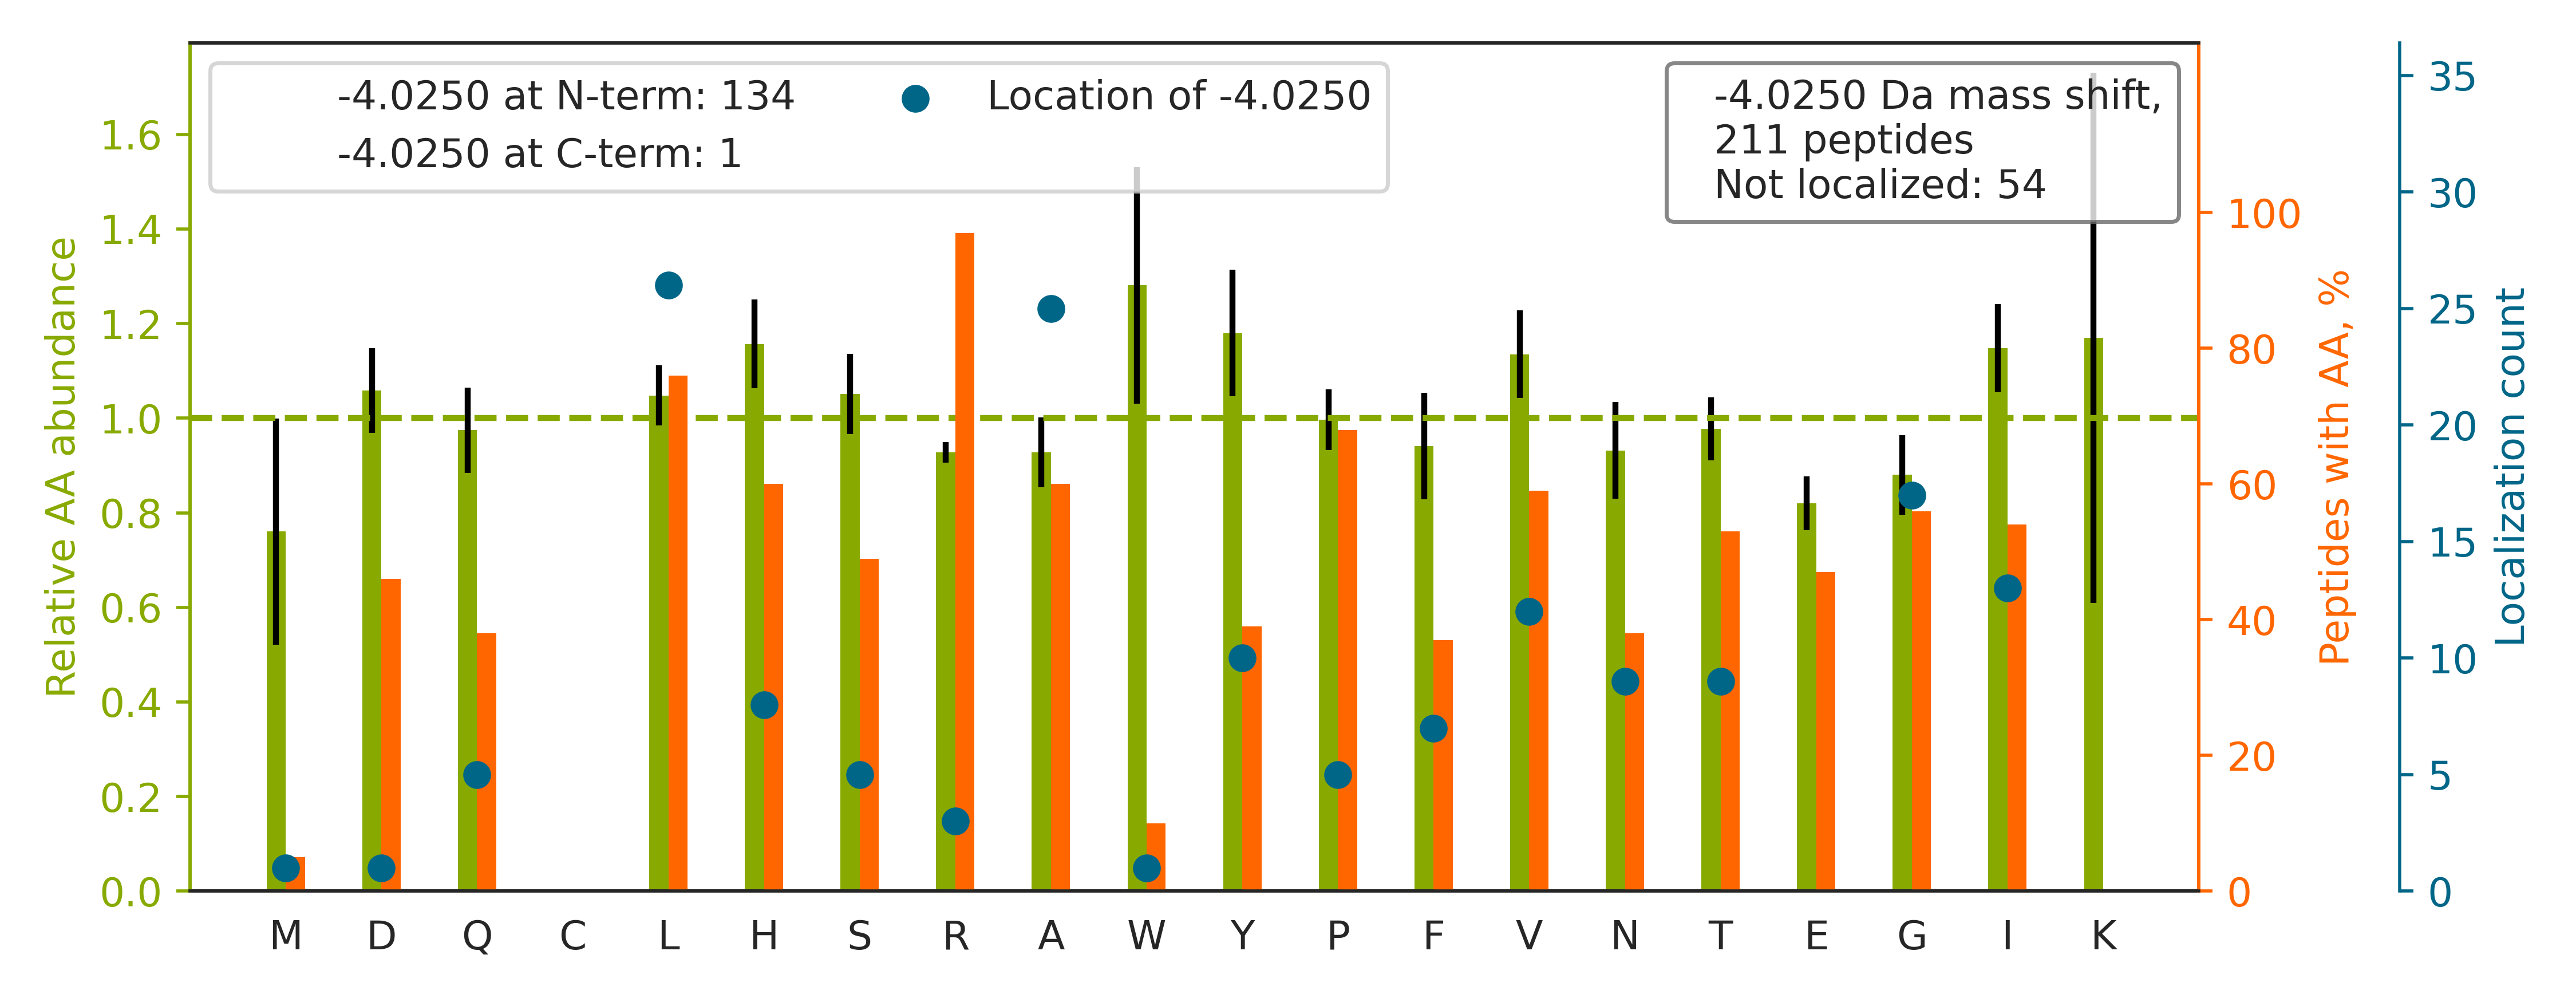 -4.0250 at N-term: 134
-4.0250 at C-term: 1
Location of -4.0250
-4.0250 Da mass shift,
211 peptides
Not localized: 54
Relative AA abundance
1.6
1.4
1.2
1.0
0.8
0.6
0.4
0.2
0.0
M D Q C L H S R A W Y P F V N T E G I K
100
80
60
40
20
0
Peptides with AA, %
35
30
25
20
15
10
5
0
Localization count